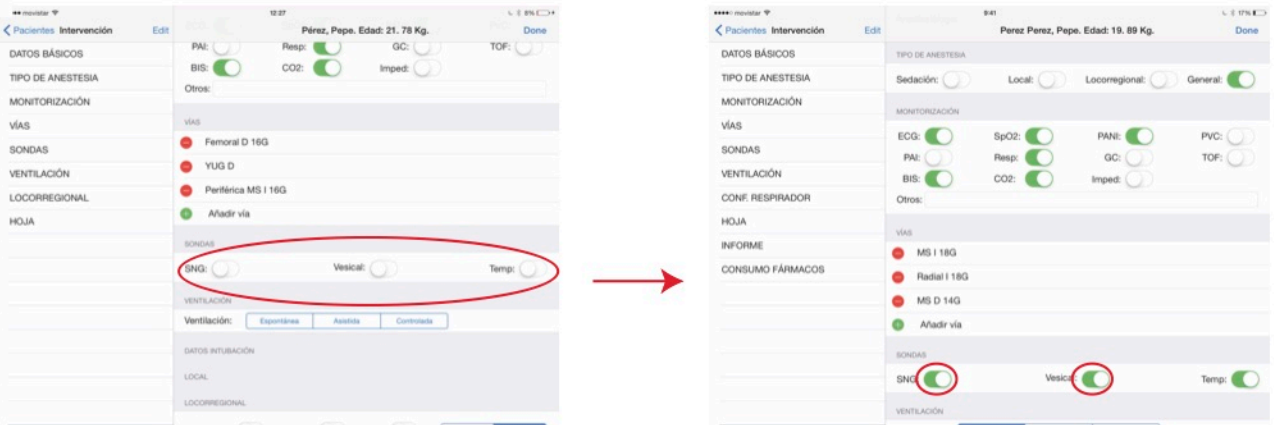 movistar 12:27 8%
Pacientes Intervención Edit Pérez, Pepe. Edad: 21. 78 Kg. Done
DATOS BÁSICOS
TIPO DE ANESTESIA
MONITORIZACIÓN
VÍAS
SONDAS
VENTILACIÓN
LOCORREGIONAL
HOJA
PAI: Resp: GC: TOF:
BIS: CO2: Imped:
Otros:
VÍAS
Femoral D 16G
YUG D
Periférica MS I 16G
Añadir vía
SONDAS
SNG: Vesical: Temp:
VENTILACIÓN
Ventilación: Espontánea Asistida Controlada
DATOS INTUBACIÓN
LOCAL
LOCORREGIONAL
movistar 9:41 17%
Pacientes Intervención Edit Perez Perez, Pepe. Edad: 19. 89 Kg. Done
DATOS BÁSICOS
TIPO DE ANESTESIA
MONITORIZACIÓN
VÍAS
SONDAS
VENTILACIÓN
CONF. RESPIRADOR
HOJA
INFORME
CONSUMO FÁRMACOS
TIPO DE ANESTESIA
Sedación: Local: Locorregional: General:
MONITORIZACIÓN
ECG: SpO2: PANI: PVC:
PAI: Resp: GC: TOF:
BIS: CO2: Imped:
Otros:
VÍAS
MS I 18G
Radial I 18G
MS D 14G
Añadir vía
SONDAS
SNG Vesical: Temp:
VENTILACIÓN